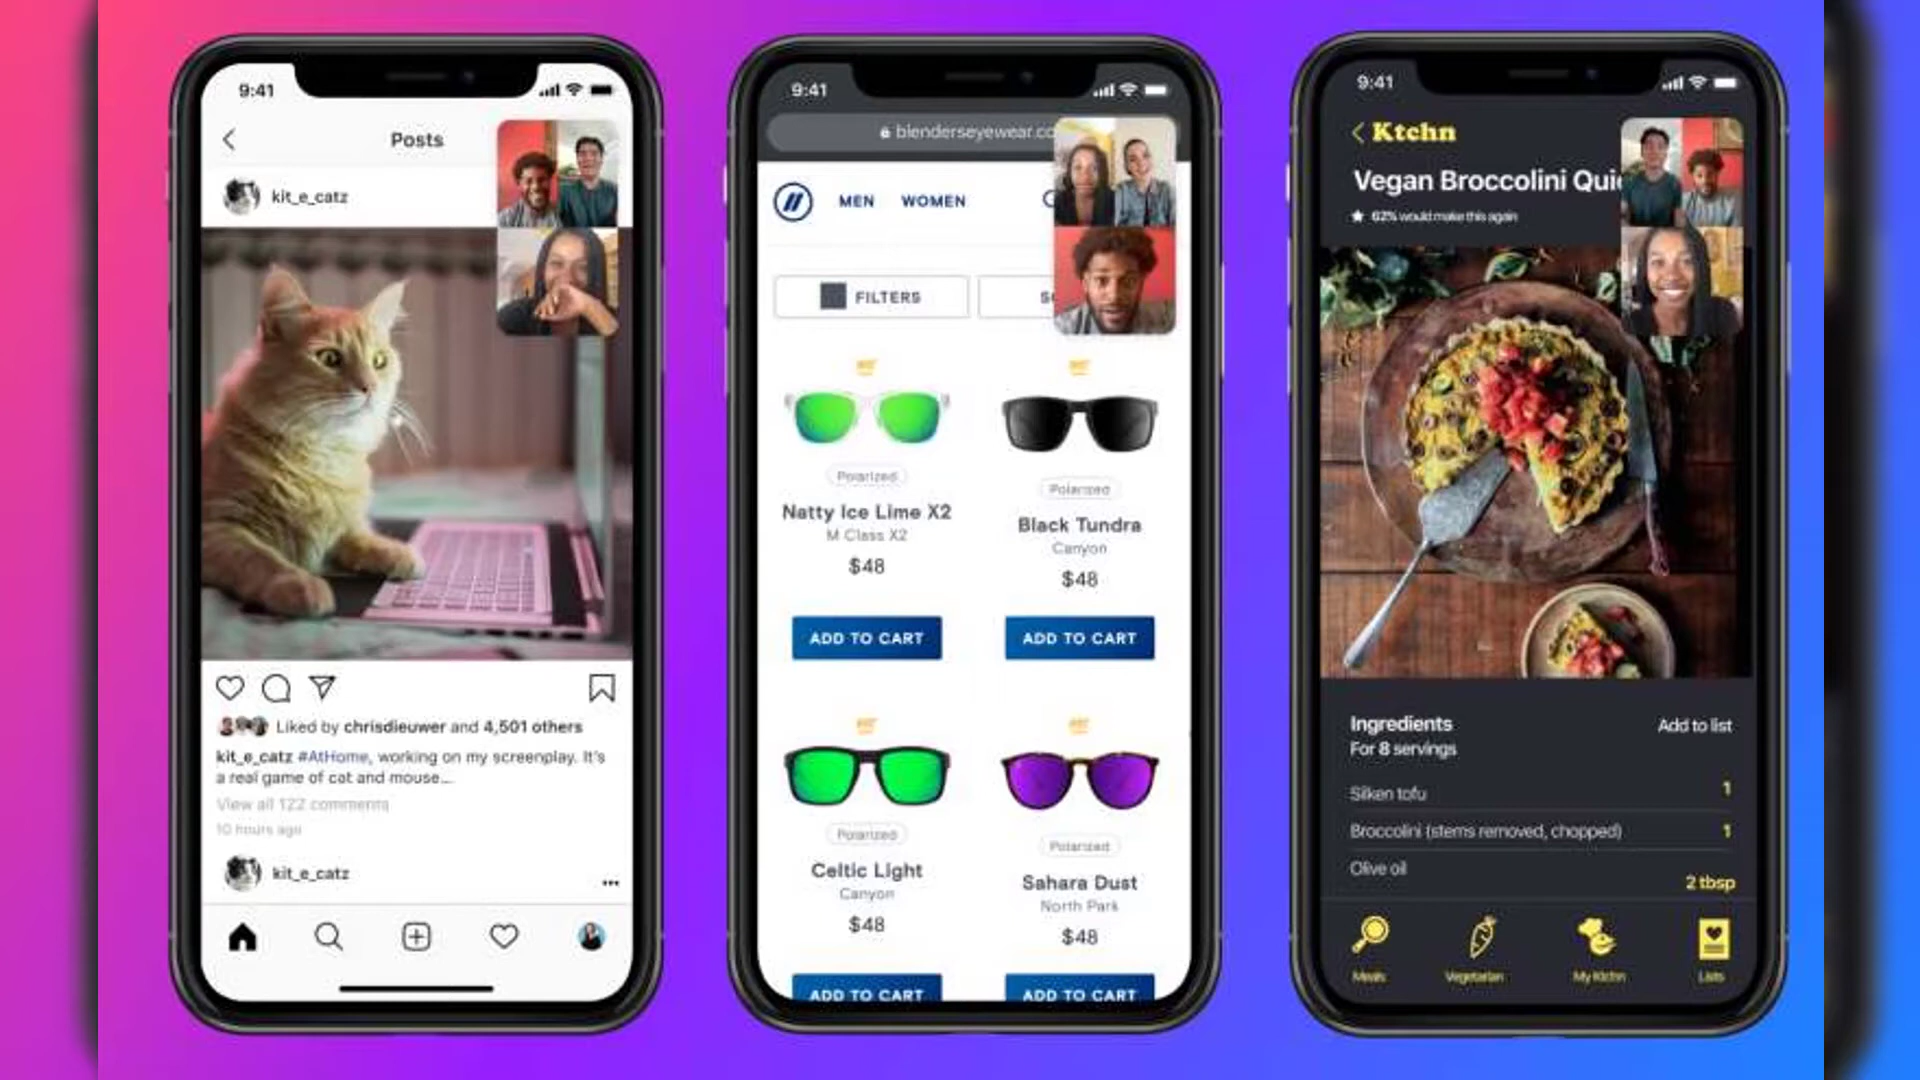 9:41
Posts
kit_e_catz
Liked by chrisdieuwer and 4,501 others
kit_e_catz #AtHome, working on my screenplay. It's
a real game of cat and mouse...
View all 122 comments
10 hours ago
kit_e_catz
9:41
blenderseyewear.co
MEN WOMEN
FILTERS
Polarized
Natty Ice Lime X2
M Class X2
$48
ADD TO CART
Polarized
Black Tundra
Canyon
$48
ADD TO CART
Polarized
Celtic Light
Canyon
$48
ADD TO CART
Polarized
Sahara Dust
North Park
$48
ADD TO CART
9:41
Ktchn
Vegan Broccolini Qui
62% would make this again
Ingredients
Add to list
For 8 servings
Silken tofu 1
Broccolini (stems removed, chopped) 1
Olive oil
2 tbsp
Meals Vegetarian My Ktchn Lists